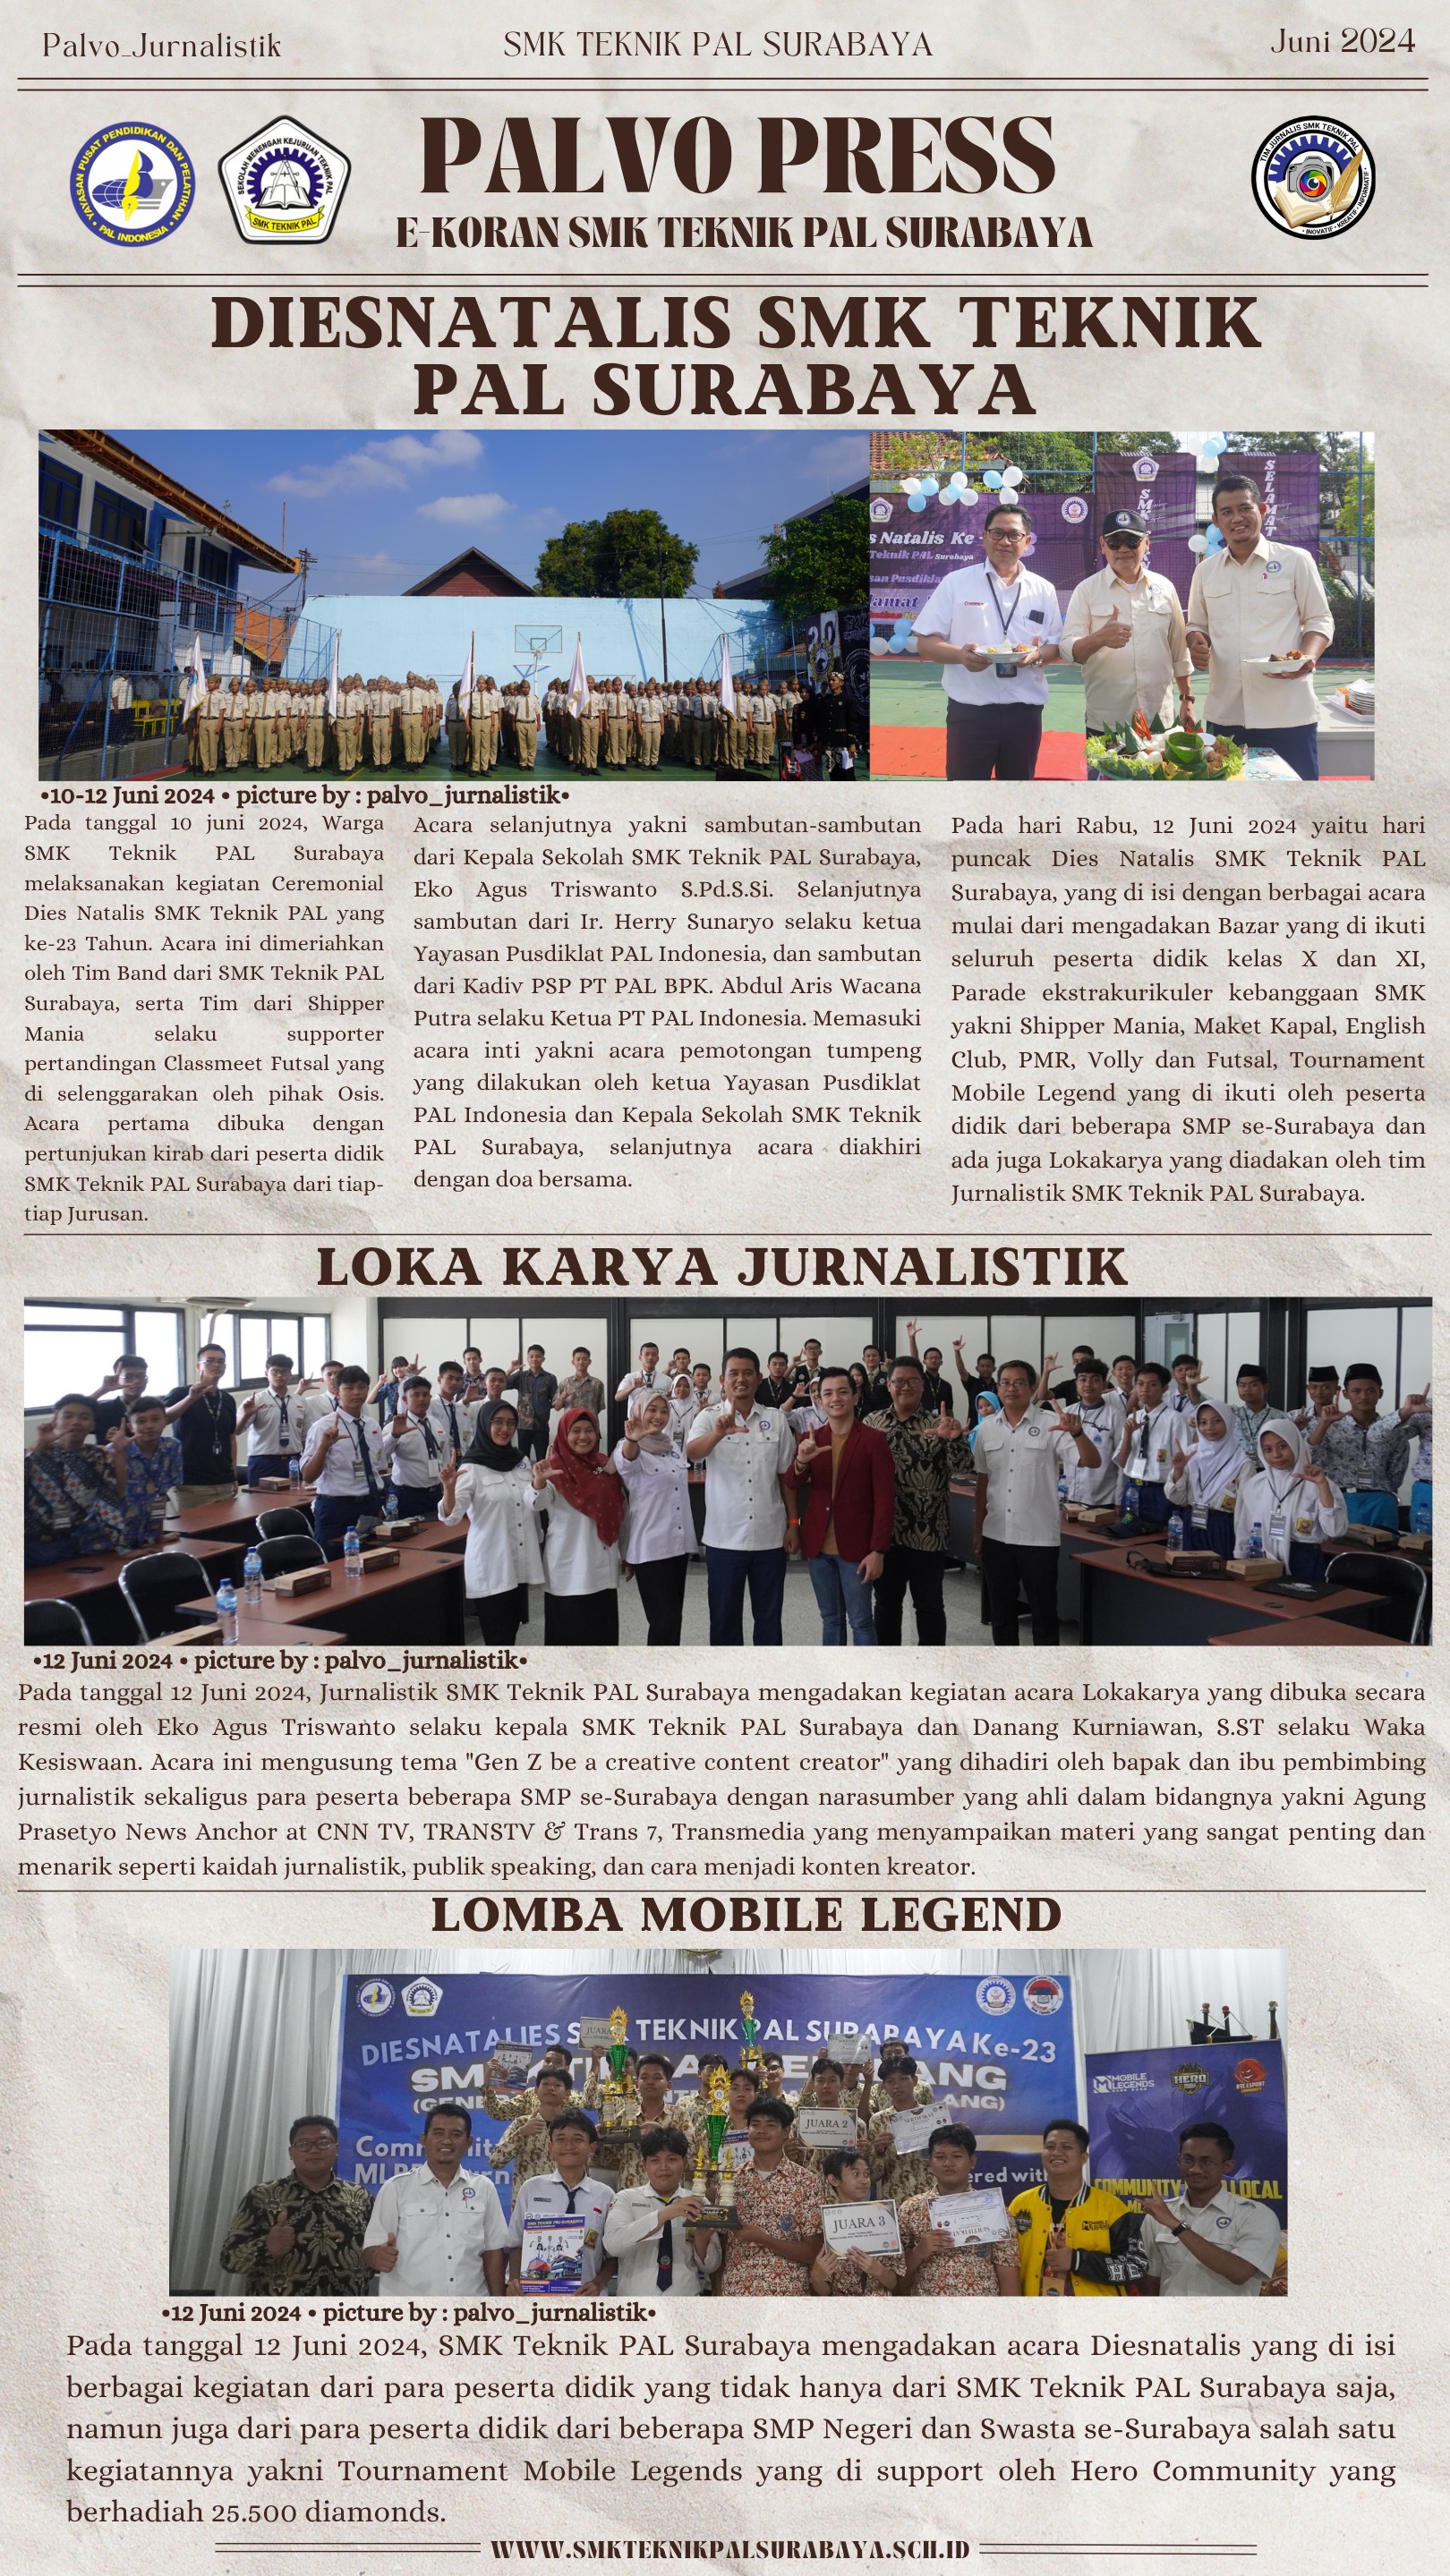 Palvo_Jurnalistik
SMK TEKNIK PAL SURABAYA
Juni 2024
YAYASAN PUSAT PENDIDIKAN DAN PELATIHAN
PAL INDONESIA
SEKOLAH MENENGAH KEJURUAN TEKNIK PAL
SMK TEKNIK PAL
PALVO PRESS
E-KORAN SMK TEKNIK PAL SURABAYA
TIM JURNALIS SMK TEKNIK PAL
• INOVATIF • KREATIF • INFORMATIF •
DIESNATALIS SMK TEKNIK
PAL SURABAYA
s Natalis Ke -
Teknik PAL Surabaya
san Pusdikla
lamat
SMK
SELAMAT
•10-12 Juni 2024 • picture by : palvo_jurnalistik•
Pada tanggal 10 juni 2024, Warga
SMK Teknik PAL Surabaya
melaksanakan kegiatan Ceremonial
Dies Natalis SMK Teknik PAL yang
ke-23 Tahun. Acara ini dimeriahkan
oleh Tim Band dari SMK Teknik PAL
Surabaya, serta Tim dari Shipper
Mania selaku supporter
pertandingan Classmeet Futsal yang
di selenggarakan oleh pihak Osis.
Acara pertama dibuka dengan
pertunjukan kirab dari peserta didik
SMK Teknik PAL Surabaya dari tiap-
tiap Jurusan.
Acara selanjutnya yakni sambutan-sambutan
dari Kepala Sekolah SMK Teknik PAL Surabaya,
Eko Agus Triswanto S.Pd.S.Si. Selanjutnya
sambutan dari Ir. Herry Sunaryo selaku ketua
Yayasan Pusdiklat PAL Indonesia, dan sambutan
dari Kadiv PSP PT PAL BPK. Abdul Aris Wacana
Putra selaku Ketua PT PAL Indonesia. Memasuki
acara inti yakni acara pemotongan tumpeng
yang dilakukan oleh ketua Yayasan Pusdiklat
PAL Indonesia dan Kepala Sekolah SMK Teknik
PAL Surabaya, selanjutnya acara diakhiri
dengan doa bersama.
Pada hari Rabu, 12 Juni 2024 yaitu hari
puncak Dies Natalis SMK Teknik PAL
Surabaya, yang di isi dengan berbagai acara
mulai dari mengadakan Bazar yang di ikuti
seluruh peserta didik kelas X dan XI,
Parade ekstrakurikuler kebanggaan SMK
yakni Shipper Mania, Maket Kapal, English
Club, PMR, Volly dan Futsal, Tournament
Mobile Legend yang di ikuti oleh peserta
didik dari beberapa SMP se-Surabaya dan
ada juga Lokakarya yang diadakan oleh tim
Jurnalistik SMK Teknik PAL Surabaya.
LOKA KARYA JURNALISTIK
•12 Juni 2024 • picture by : palvo_jurnalistik•
Pada tanggal 12 Juni 2024, Jurnalistik SMK Teknik PAL Surabaya mengadakan kegiatan acara Lokakarya yang dibuka secara
resmi oleh Eko Agus Triswanto selaku kepala SMK Teknik PAL Surabaya dan Danang Kurniawan, S.ST selaku Waka
Kesiswaan. Acara ini mengusung tema "Gen Z be a creative content creator" yang dihadiri oleh bapak dan ibu pembimbing
jurnalistik sekaligus para peserta beberapa SMP se-Surabaya dengan narasumber yang ahli dalam bidangnya yakni Agung
Prasetyo News Anchor at CNN TV, TRANSTV & Trans 7, Transmedia yang menyampaikan materi yang sangat penting dan
menarik seperti kaidah jurnalistik, publik speaking, dan cara menjadi konten kreator.
LOMBA MOBILE LEGEND
DIESNATALIES S TEKNIK PAL SURABAYA Ke-23
JUARA 2
JUARA 3
ered with
MOBILE LEGENDS
HERO
COMMUNITY LOCAL
•12 Juni 2024 • picture by : palvo_jurnalistik•
Pada tanggal 12 Juni 2024, SMK Teknik PAL Surabaya mengadakan acara Diesnatalis yang di isi
berbagai kegiatan dari para peserta didik yang tidak hanya dari SMK Teknik PAL Surabaya saja,
namun juga dari para peserta didik dari beberapa SMP Negeri dan Swasta se-Surabaya salah satu
kegiatannya yakni Tournament Mobile Legends yang di support oleh Hero Community yang
berhadiah 25.500 diamonds.
WWW.SMKTEKNIKPALSURABAYA.SCH.ID